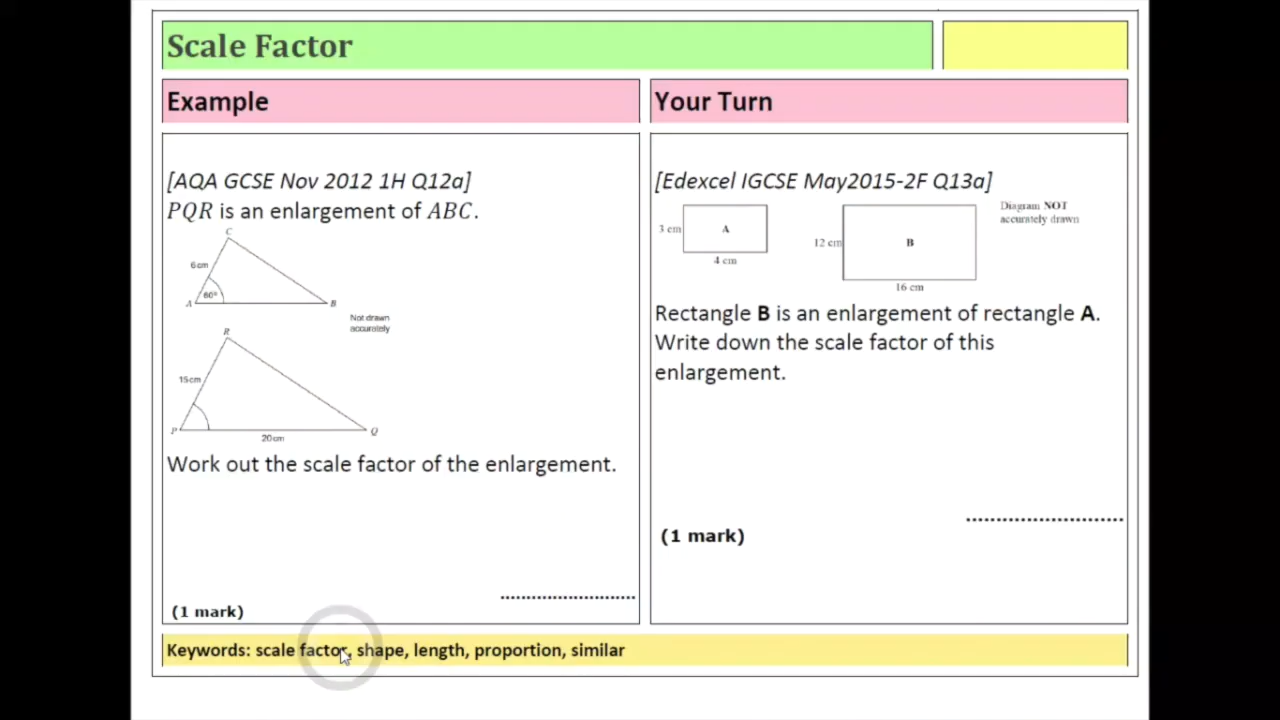 Scale Factor
Example
Your Turn
[AQA GCSE Nov 2012 1H Q12a]
PQR is an enlargement of ABC.
C
6cm
60°
A
B
Not drawn
accurately
R
15cm
P
Q
20cm
Work out the scale factor of the enlargement.
(1 mark)
[Edexcel IGCSE May2015-2F Q13a]
3 cm
A
4 cm
12 cm
B
16 cm
Diagram NOT
accurately drawn
Rectangle B is an enlargement of rectangle A.
Write down the scale factor of this
enlargement.
(1 mark)
Keywords: scale factor, shape, length, proportion, similar